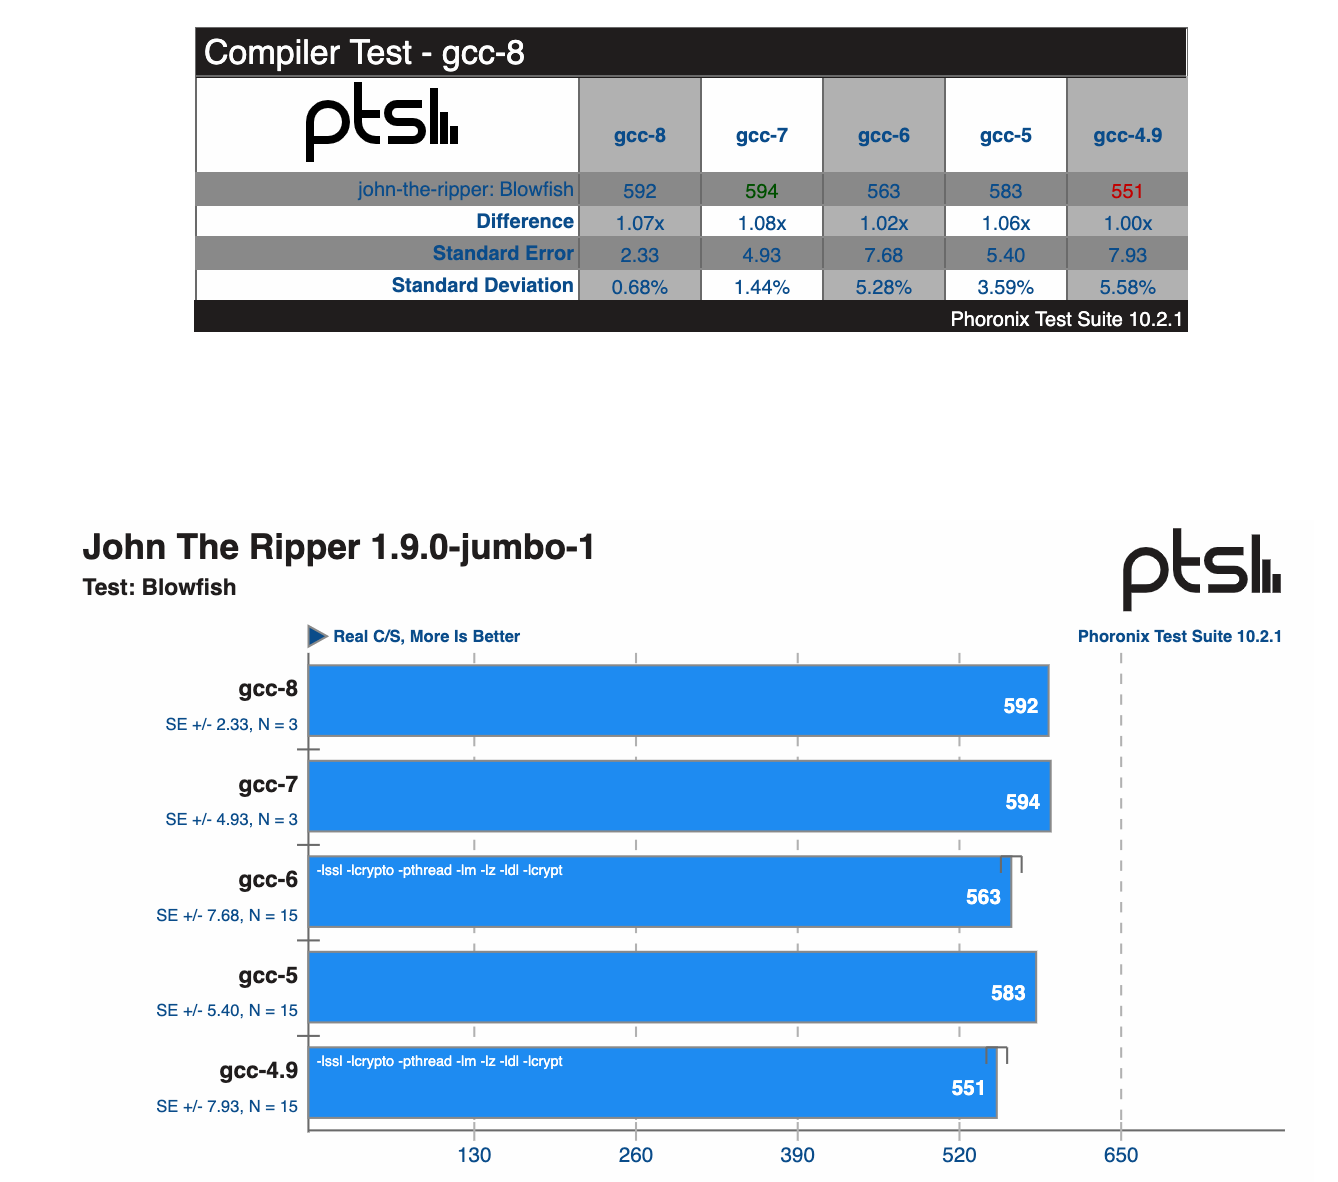 Compiler Test - gcc-8
ptsl gcc-8 gcc-7 gcc-6 gcc-5 gcc-4.9
john-the-ripper: Blowfish 592 594 563 583 551
Difference 1.07x 1.08x 1.02x 1.06x 1.00x
Standard Error 2.33 4.93 7.68 5.40 7.93
Standard Deviation 0.68% 1.44% 5.28% 3.59% 5.58%
Phoronix Test Suite 10.2.1
John The Ripper 1.9.0-jumbo-1
ptsl
Test: Blowfish
Real C/S, More Is Better
Phoronix Test Suite 10.2.1
gcc-8
592
SE +/- 2.33, N = 3
gcc-7
594
SE +/- 4.93, N = 3
-lssl -lcrypto -pthread -lm -lz -ldl -lcrypt
gcc-6
563
SE +/- 7.68, N = 15
gcc-5
583
SE +/- 5.40, N = 15
-lssl -lcrypto -pthread -lm -lz -ldl -lcrypt
gcc-4.9
551
SE +/- 7.93, N = 15
130 260 390 520 650